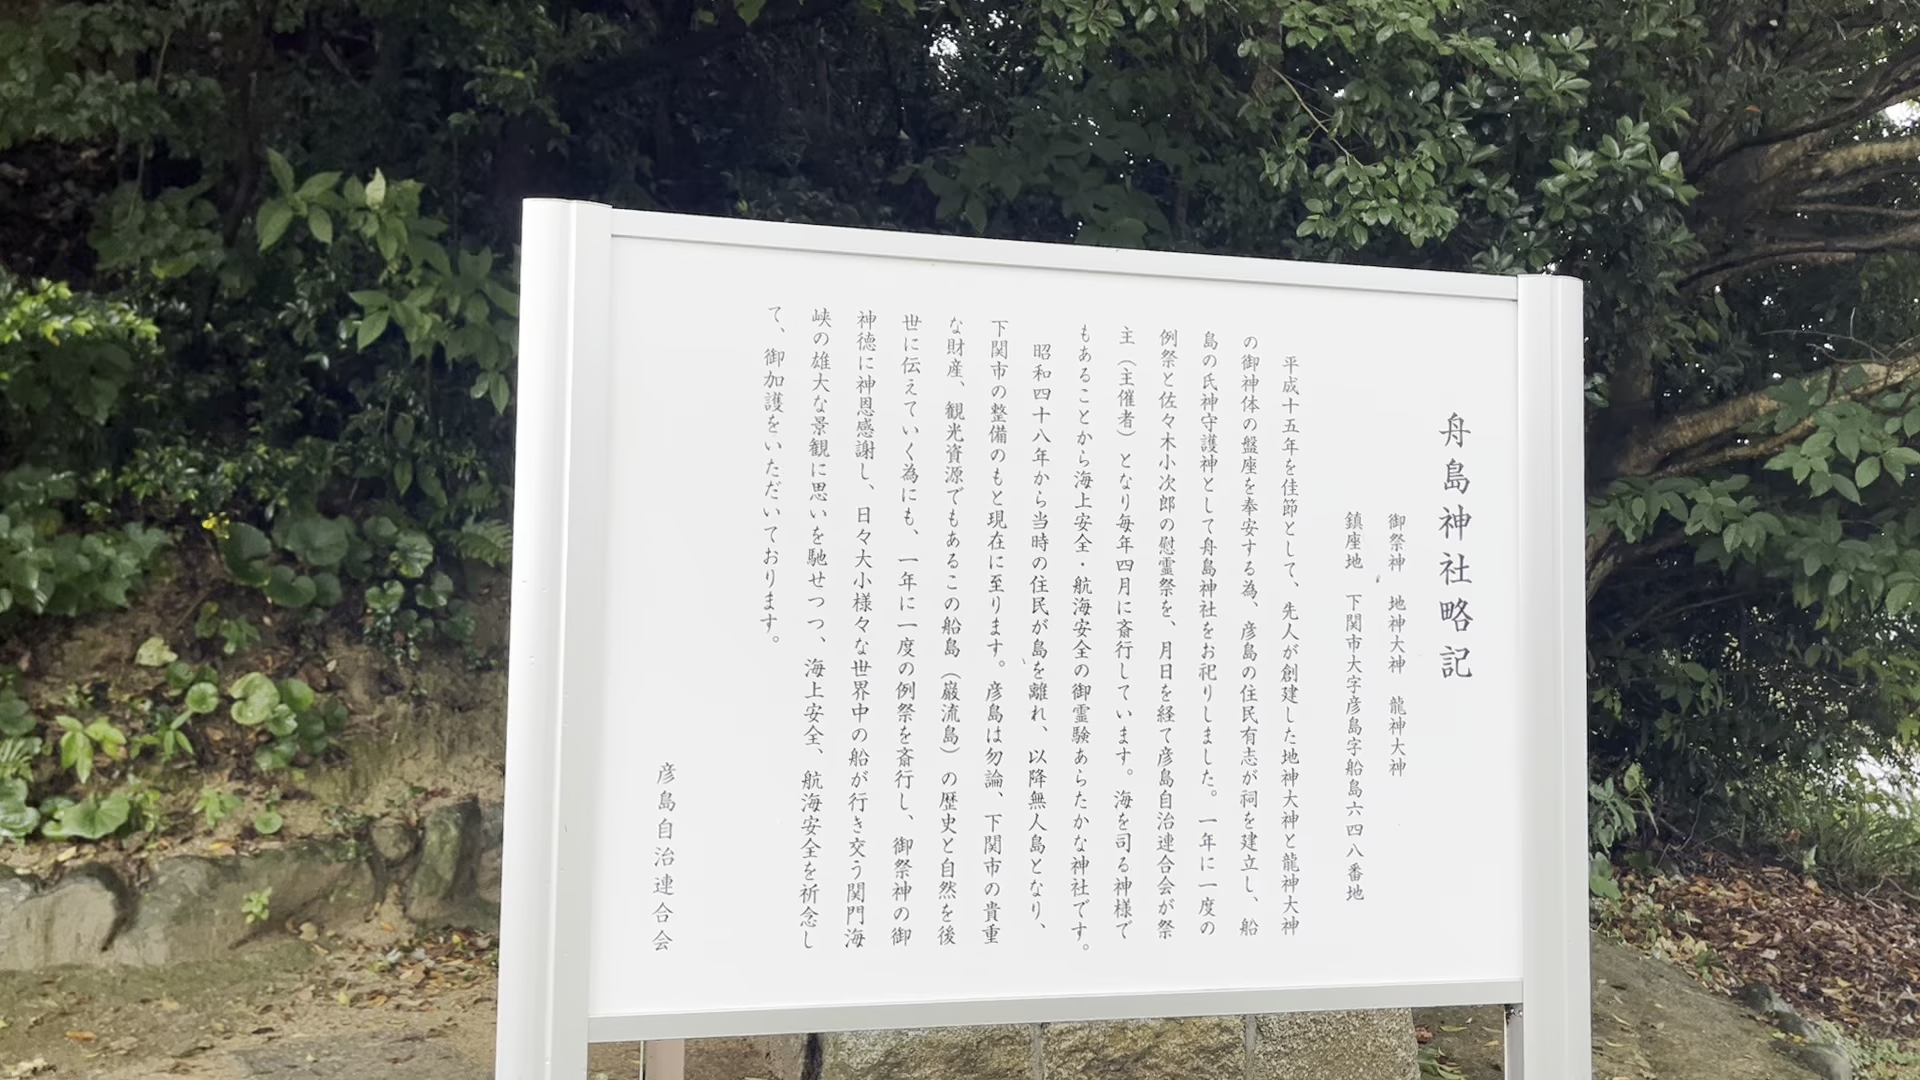 舟島神社略記
御祭神　地神大神　龍神大神
鎮座地　下関市大字彦島字船島六四八番地
平成十五年を佳節として、先人が創建した地神大神と龍神大神
の御神体の盤座を奉安する為、彦島の住民有志が祠を建立し、船
島の氏神守護神として舟島神社をお祀りしました。一年に一度の
例祭と佐々木小次郎の慰霊祭を、月日を経て彦島自治連合会が祭
主（主催者）となり毎年四月に斎行しています。海を司る神様で
もあることから海上安全・航海安全の御霊験あらたかな神社です。
昭和四十八年から当時の住民が島を離れ、以降無人島となり、
下関市の整備のもと現在に至ります。彦島は勿論、下関市の貴重
な財産、観光資源でもあるこの船島（巌流島）の歴史と自然を後
世に伝えていく為にも、一年に一度の例祭を斎行し、御祭神の御
神徳に神恩感謝し、日々大小様々な世界中の船が行き交う関門海
峡の雄大な景観に思いを馳せつつ、海上安全、航海安全を祈念し
て、御加護をいただいております。
彦島自治連合会